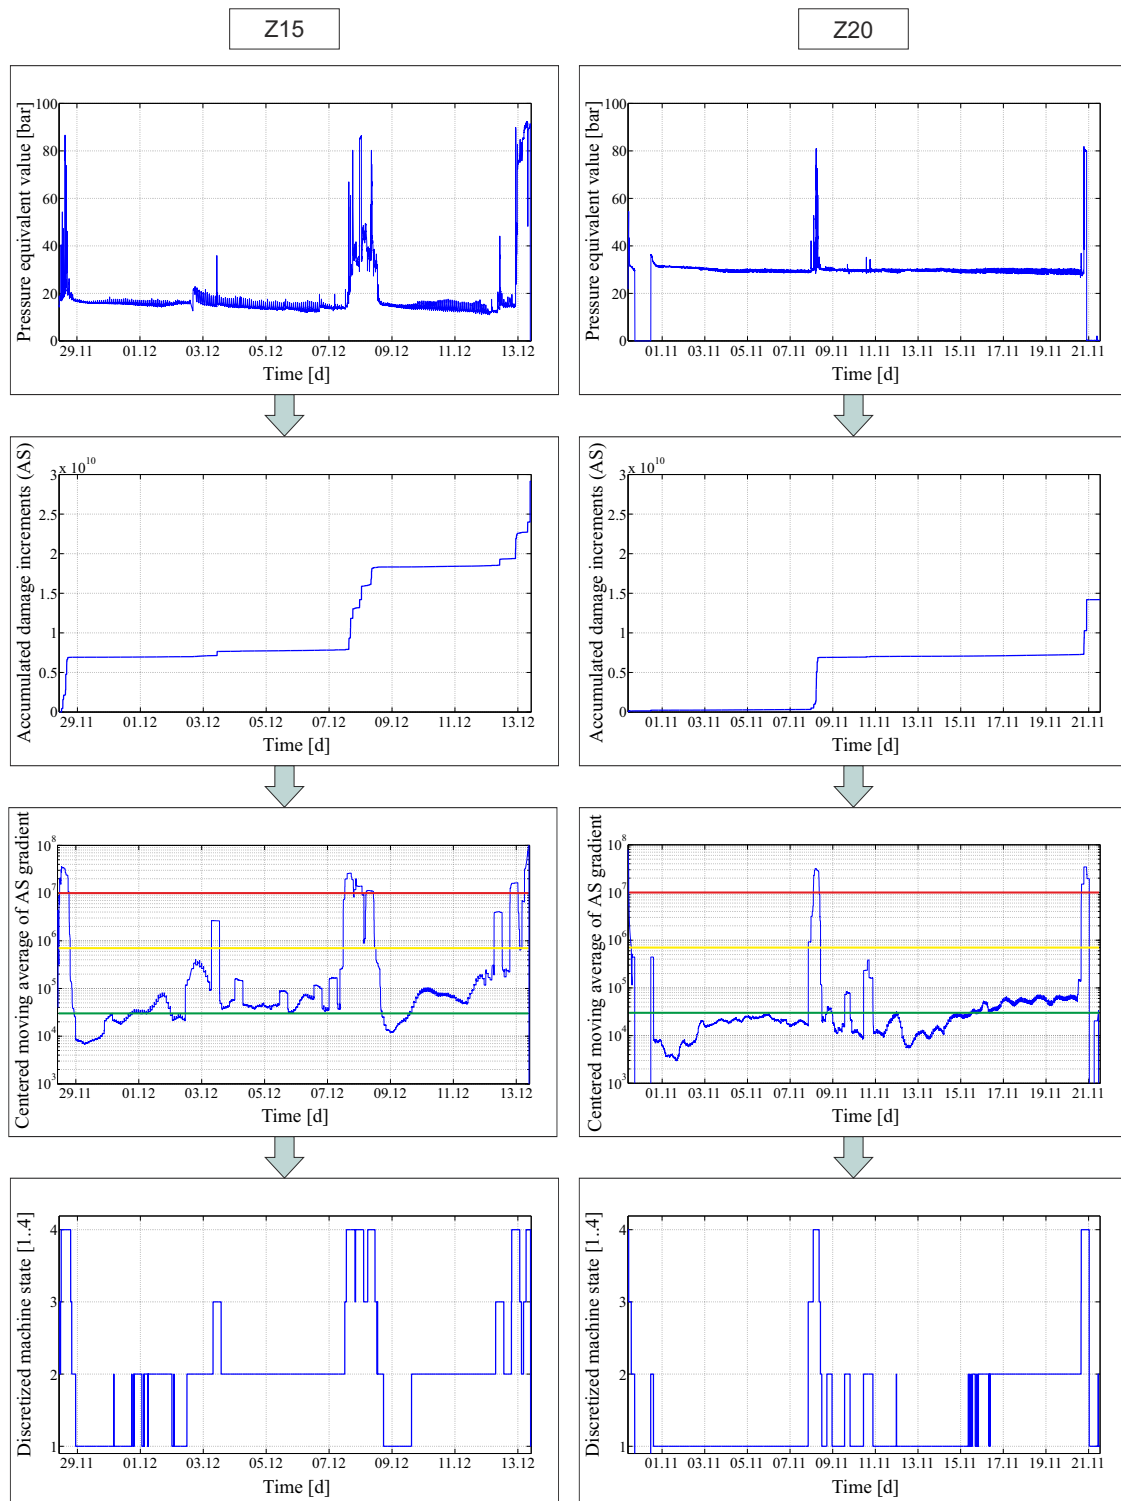 Z15
Z20
Pressure equivalent value [bar]
100
80
60
40
20
0
29.11 01.12 03.12 05.12 07.12 09.12 11.12 13.12
Time [d]
Pressure equivalent value [bar]
100
80
60
40
20
0
01.11 03.11 05.11 07.11 09.11 11.11 13.11 15.11 17.11 19.11 21.11
Time [d]
Accumulated damage increments (AS)
x 10^10
3
2.5
2
1.5
1
0.5
0
29.11 01.12 03.12 05.12 07.12 09.12 11.12 13.12
Time [d]
Accumulated damage increments (AS)
x 10^10
3
2.5
2
1.5
1
0.5
0
01.11 03.11 05.11 07.11 09.11 11.11 13.11 15.11 17.11 19.11 21.11
Time [d]
Centered moving average of AS gradient
10^8
10^7
10^6
10^5
10^4
10^3
29.11 01.12 03.12 05.12 07.12 09.12 11.12 13.12
Time [d]
Centered moving average of AS gradient
10^8
10^7
10^6
10^5
10^4
10^3
01.11 03.11 05.11 07.11 09.11 11.11 13.11 15.11 17.11 19.11 21.11
Time [d]
Discretized machine state [1..4]
4
3
2
1
29.11 01.12 03.12 05.12 07.12 09.12 11.12 13.12
Time [d]
Discretized machine state [1..4]
4
3
2
1
01.11 03.11 05.11 07.11 09.11 11.11 13.11 15.11 17.11 19.11 21.11
Time [d]